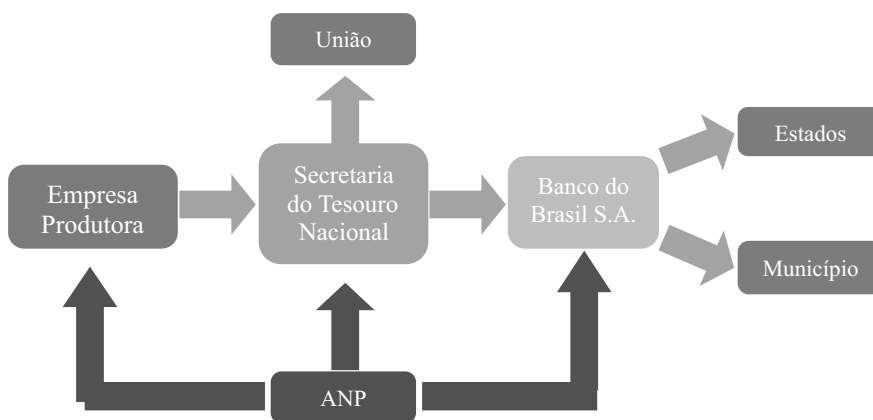 União
Empresa
Produtora
Secretaria
do Tesouro
Nacional
Banco do
Brasil S.A.
Estados
Município
ANP